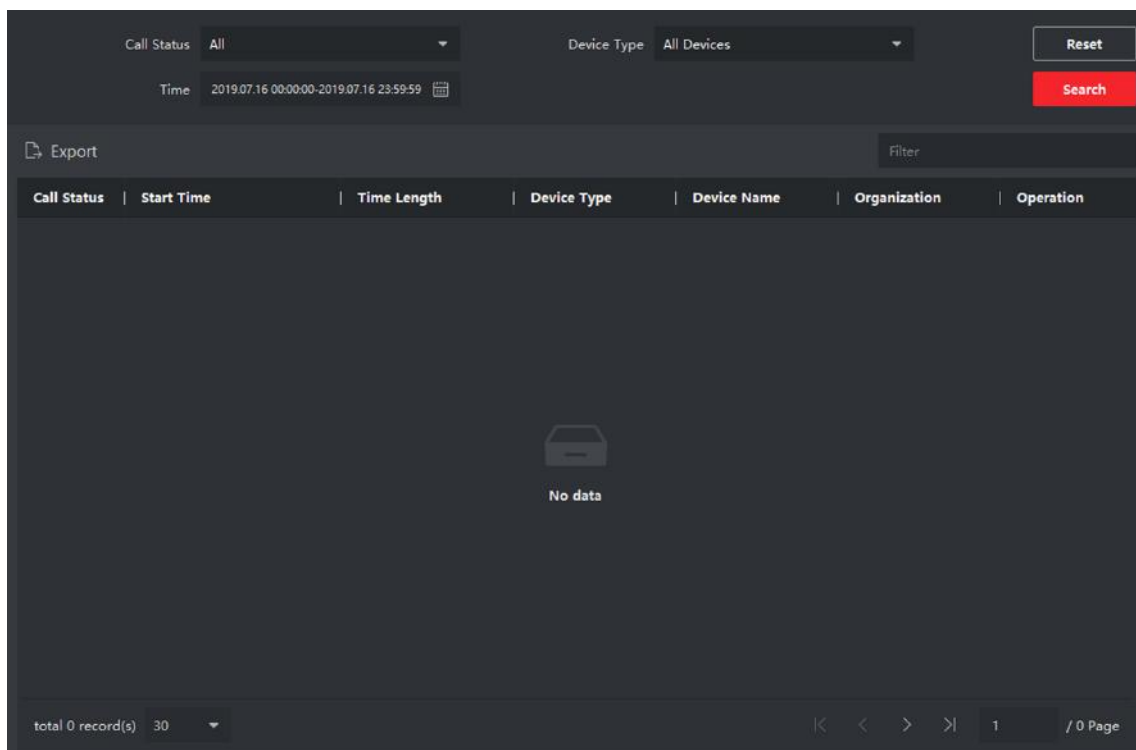 Call Status All Device Type All Devices Reset
Time 2019.07.16 00:00:00-2019.07.16 23:59:59 Search
Export Filter
Call Status | Start Time | Time Length | Device Type | Device Name | Organization | Operation
No data
total 0 record(s) 30 1 / 0 Page